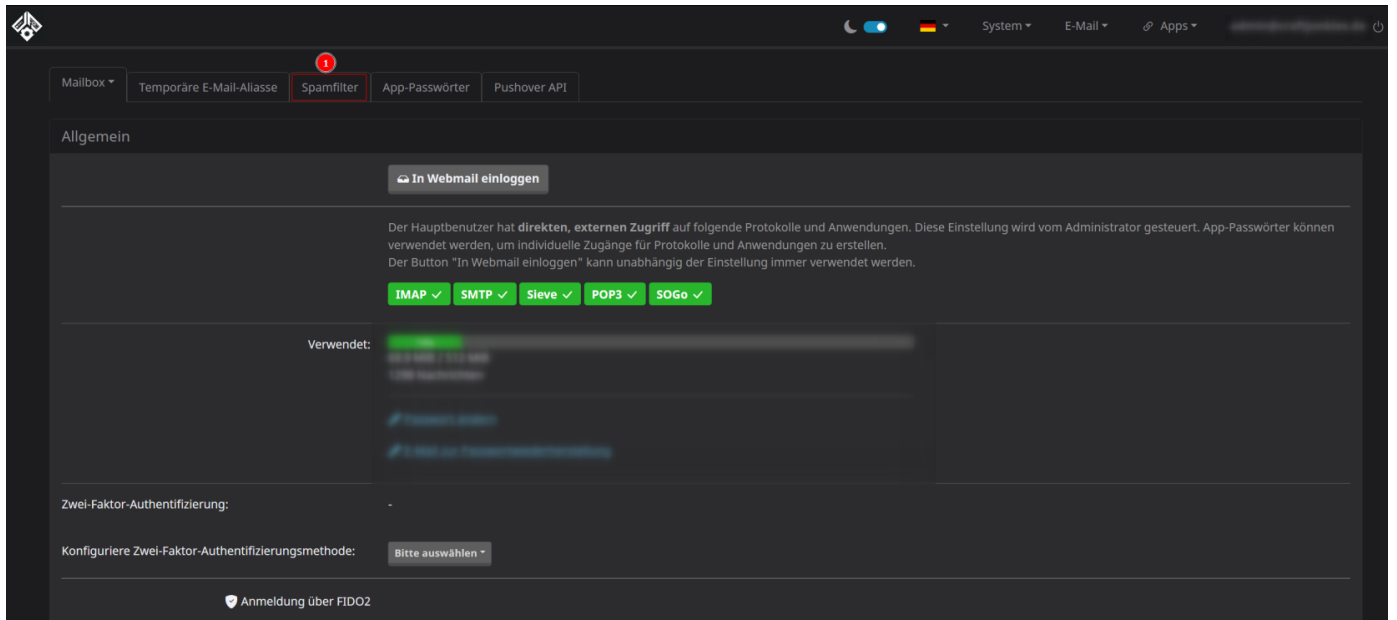 System
E-Mail
Apps
1
Mailbox
Temporäre E-Mail-Aliasse
Spamfilter
App-Passwörter
Pushover API
Allgemein
In Webmail einloggen
Der Hauptbenutzer hat direkten, externen Zugriff auf folgende Protokolle und Anwendungen. Diese Einstellung wird vom Administrator gesteuert. App-Passwörter können
verwendet werden, um individuelle Zugänge für Protokolle und Anwendungen zu erstellen.
Der Button "In Webmail einloggen" kann unabhängig der Einstellung immer verwendet werden.
IMAP ✓ SMTP ✓ Sieve ✓ POP3 ✓ SOGo ✓
Verwendet:
Zwei-Faktor-Authentifizierung: -
Konfiguriere Zwei-Faktor-Authentifizierungsmethode: Bitte auswählen
Anmeldung über FIDO2